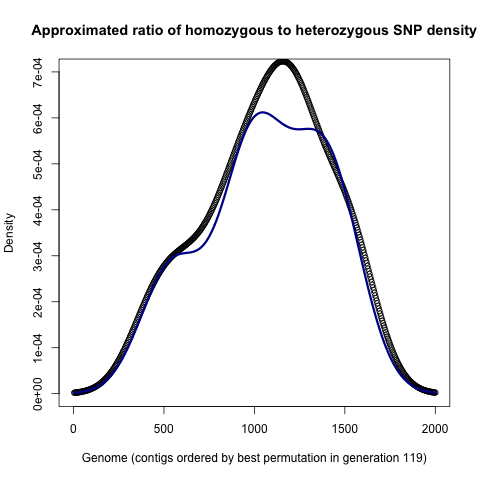 Approximated ratio of homozygous to heterozygous SNP density
7e-04
6e-04
5e-04
4e-04
3e-04
2e-04
1e-04
0e+00
Density
0 500 1000 1500 2000
Genome (contigs ordered by best permutation in generation 119)